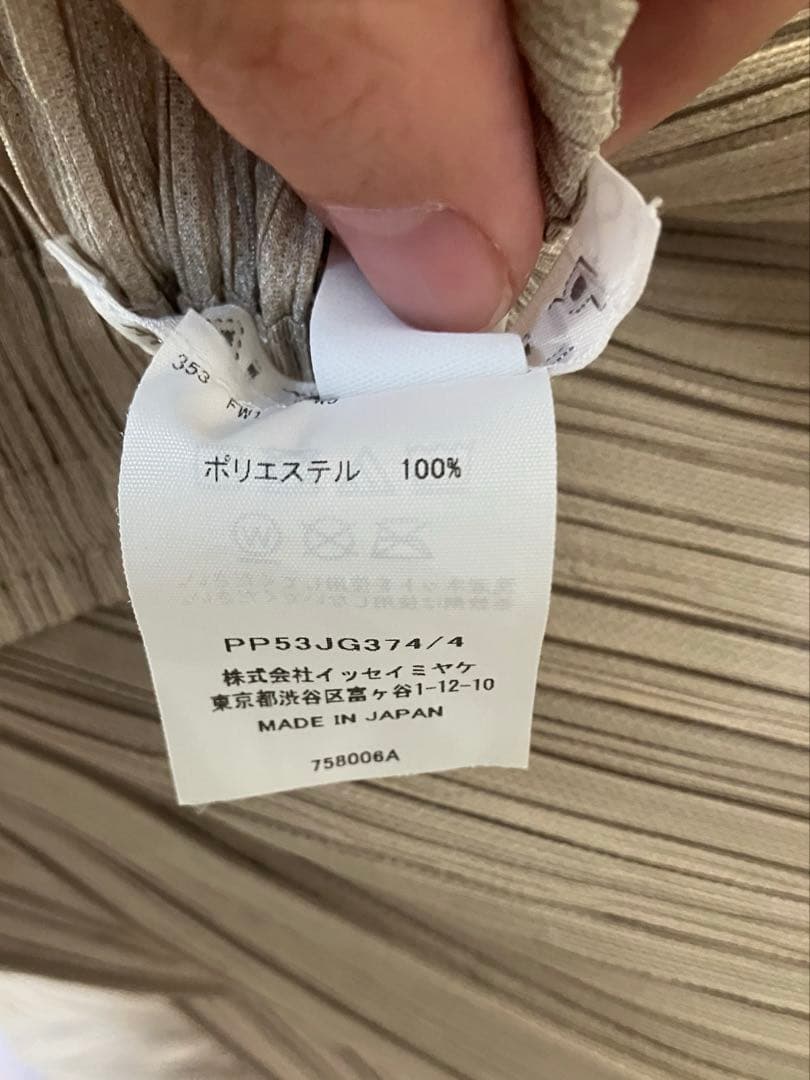 353
FW1
ポリエステル 100%
PP53JG374/4
株式会社イッセイミヤケ
東京都渋谷区富ヶ谷1-12-10
MADE IN JAPAN
758006A